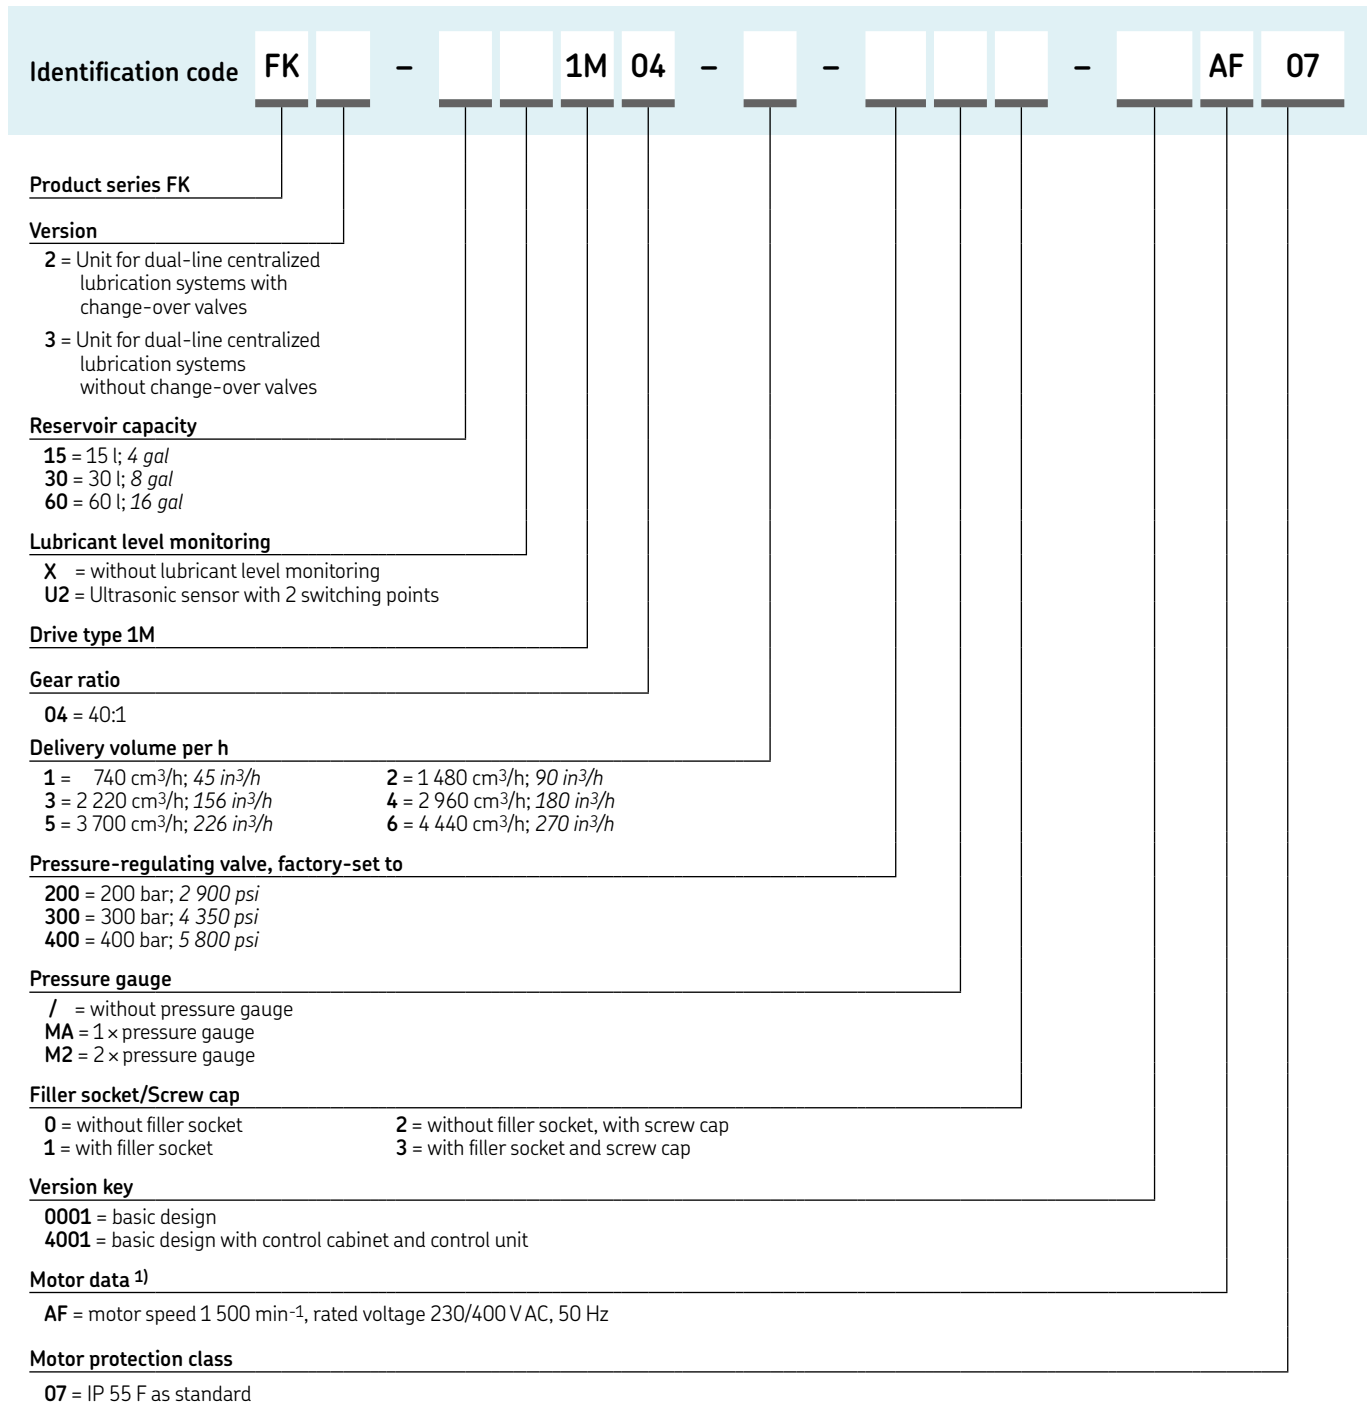 Identification code FK – 1M 04 – – – AF 07
Product series FK
Version
2 = Unit for dual-line centralized
lubrication systems with
change-over valves
3 = Unit for dual-line centralized
lubrication systems
without change-over valves
Reservoir capacity
15 = 15 l; 4 gal
30 = 30 l; 8 gal
60 = 60 l; 16 gal
Lubricant level monitoring
X = without lubricant level monitoring
U2 = Ultrasonic sensor with 2 switching points
Drive type 1M
Gear ratio
04 = 40:1
Delivery volume per h
1 = 740 cm3/h; 45 in3/h 2 = 1 480 cm3/h; 90 in3/h
3 = 2 220 cm3/h; 156 in3/h 4 = 2 960 cm3/h; 180 in3/h
5 = 3 700 cm3/h; 226 in3/h 6 = 4 440 cm3/h; 270 in3/h
Pressure-regulating valve, factory-set to
200 = 200 bar; 2 900 psi
300 = 300 bar; 4 350 psi
400 = 400 bar; 5 800 psi
Pressure gauge
/ = without pressure gauge
MA = 1 × pressure gauge
M2 = 2 × pressure gauge
Filler socket/Screw cap
0 = without filler socket 2 = without filler socket, with screw cap
1 = with filler socket 3 = with filler socket and screw cap
Version key
0001 = basic design
4001 = basic design with control cabinet and control unit
Motor data 1)
AF = motor speed 1 500 min-1, rated voltage 230/400 V AC, 50 Hz
Motor protection class
07 = IP 55 F as standard